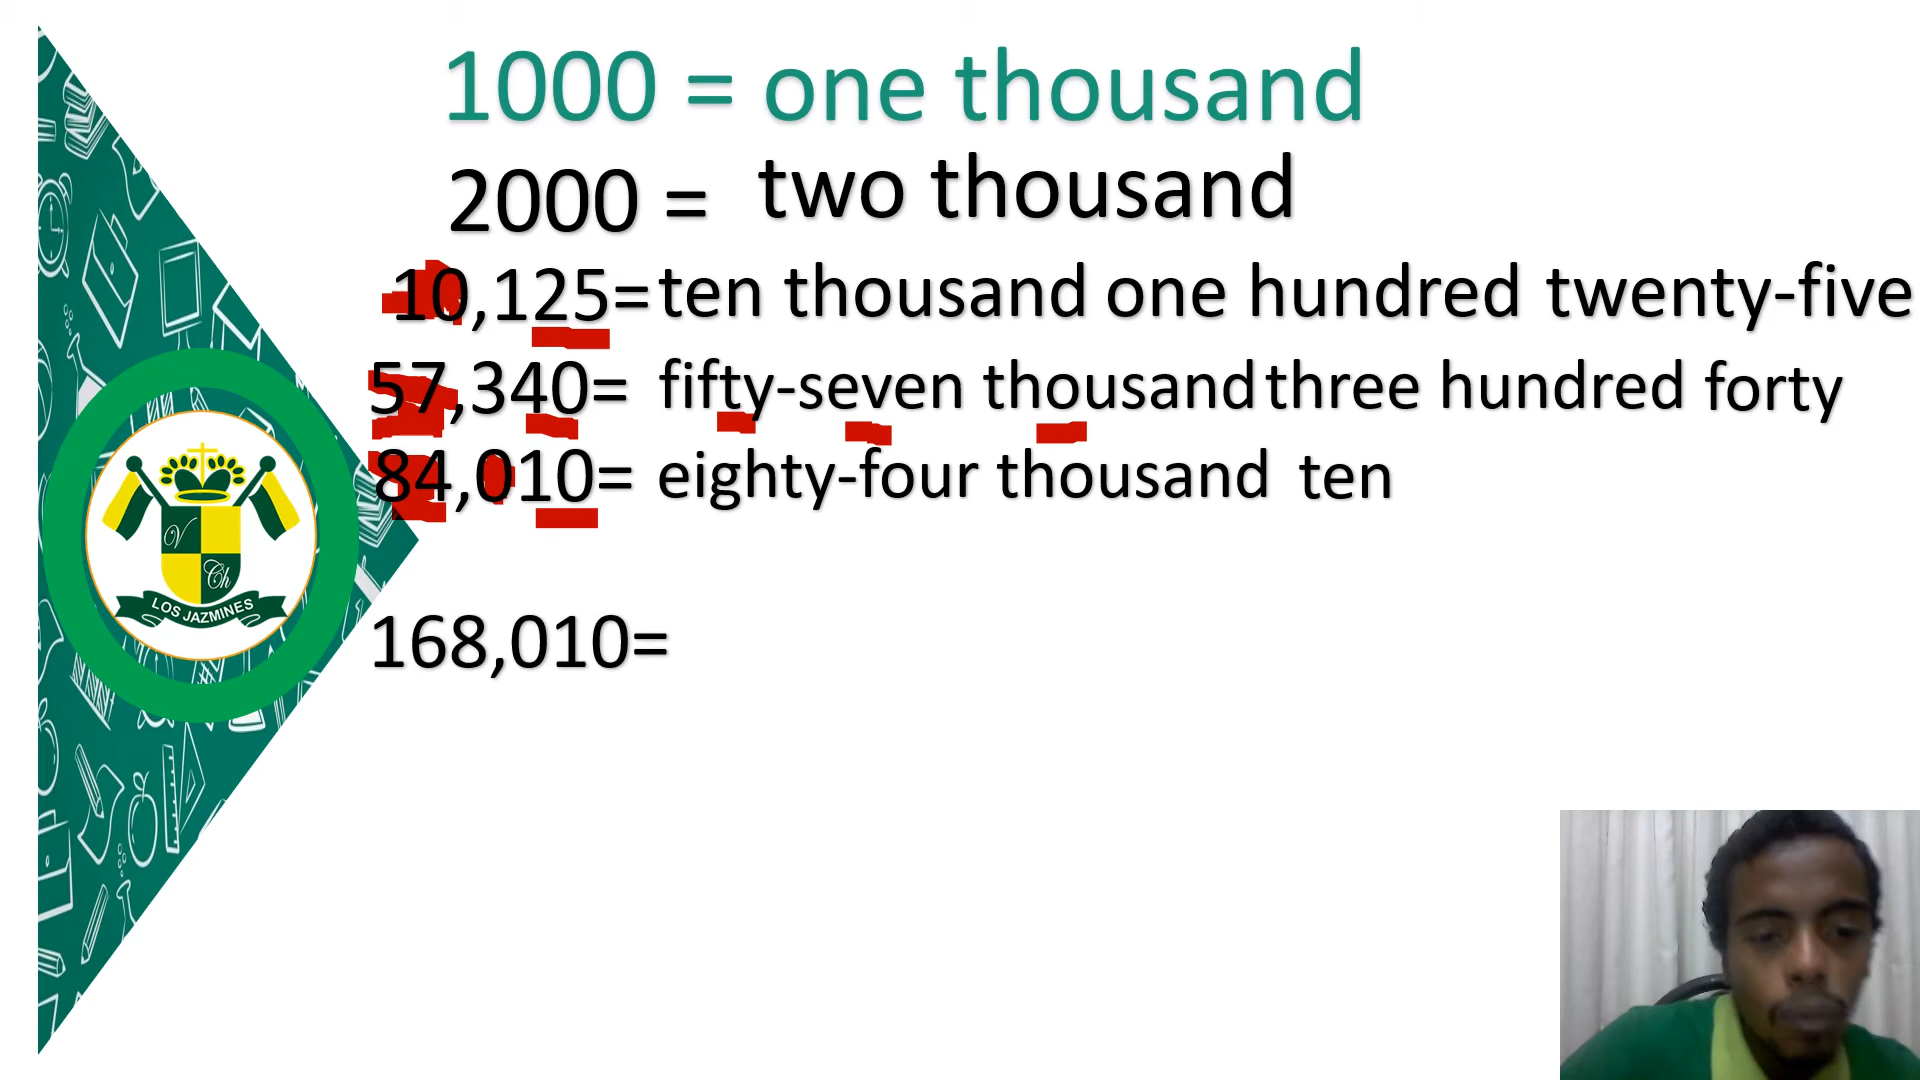 1000 = one thousand
2000 = two thousand
10,125= ten thousand one hundred twenty-five
57,340= fifty-seven thousand three hundred forty
84,010= eighty-four thousand ten
V
Ch
LOS JAZMINES
168,010=